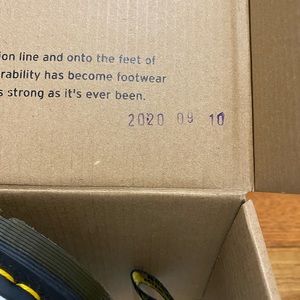 ion line and onto the feet of
rability has become footwear
s strong as it's ever been.
2020 09 10